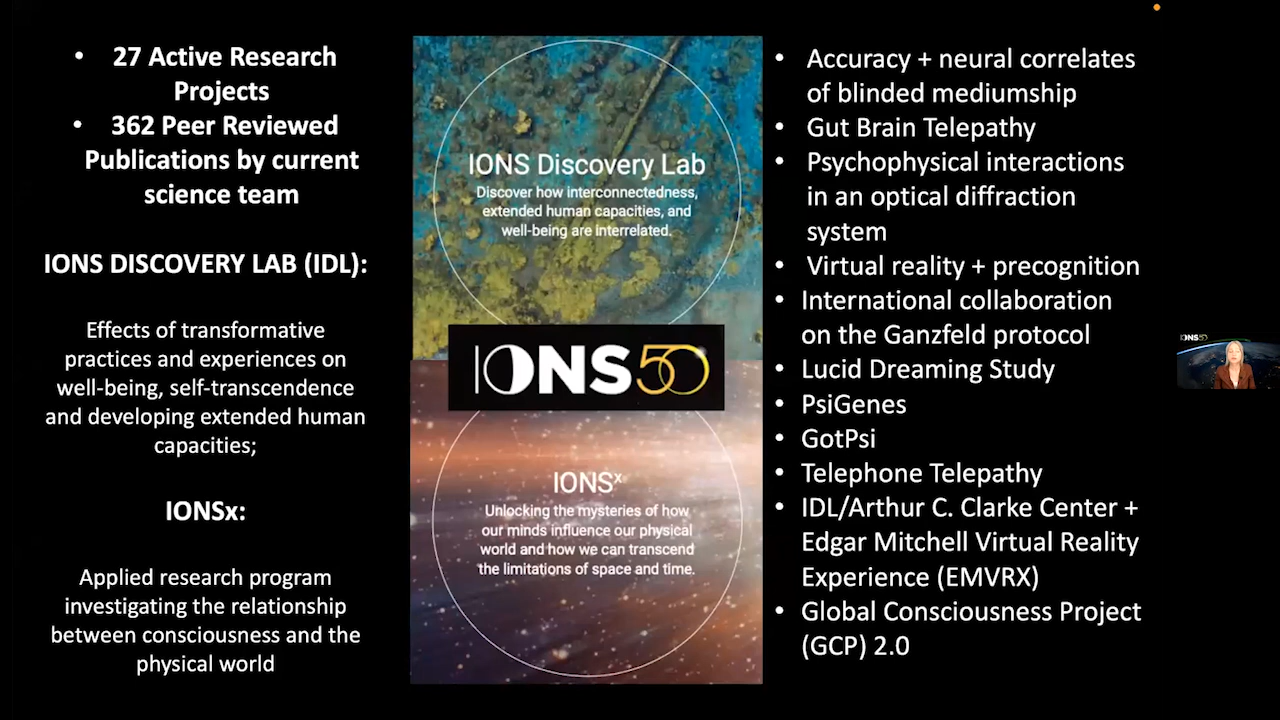 • 27 Active Research
Projects
• 362 Peer Reviewed
Publications by current
science team
IONS DISCOVERY LAB (IDL):
Effects of transformative
practices and experiences on
well-being, self-transcendence
and developing extended human
capacities;
IONSx:
Applied research program
investigating the relationship
between consciousness and the
physical world
IONS Discovery Lab
Discover how interconnectedness,
extended human capacities, and
well-being are interrelated.
IONS50
IONSx
Unlocking the mysteries of how
our minds influence our physical
world and how we can transcend
the limitations of space and time.
• Accuracy + neural correlates
of blinded mediumship
• Gut Brain Telepathy
• Psychophysical interactions
in an optical diffraction
system
• Virtual reality + precognition
• International collaboration
on the Ganzfeld protocol
• Lucid Dreaming Study
• PsiGenes
• GotPsi
• Telephone Telepathy
• IDL/Arthur C. Clarke Center +
Edgar Mitchell Virtual Reality
Experience (EMVRX)
• Global Consciousness Project
(GCP) 2.0
IONS50